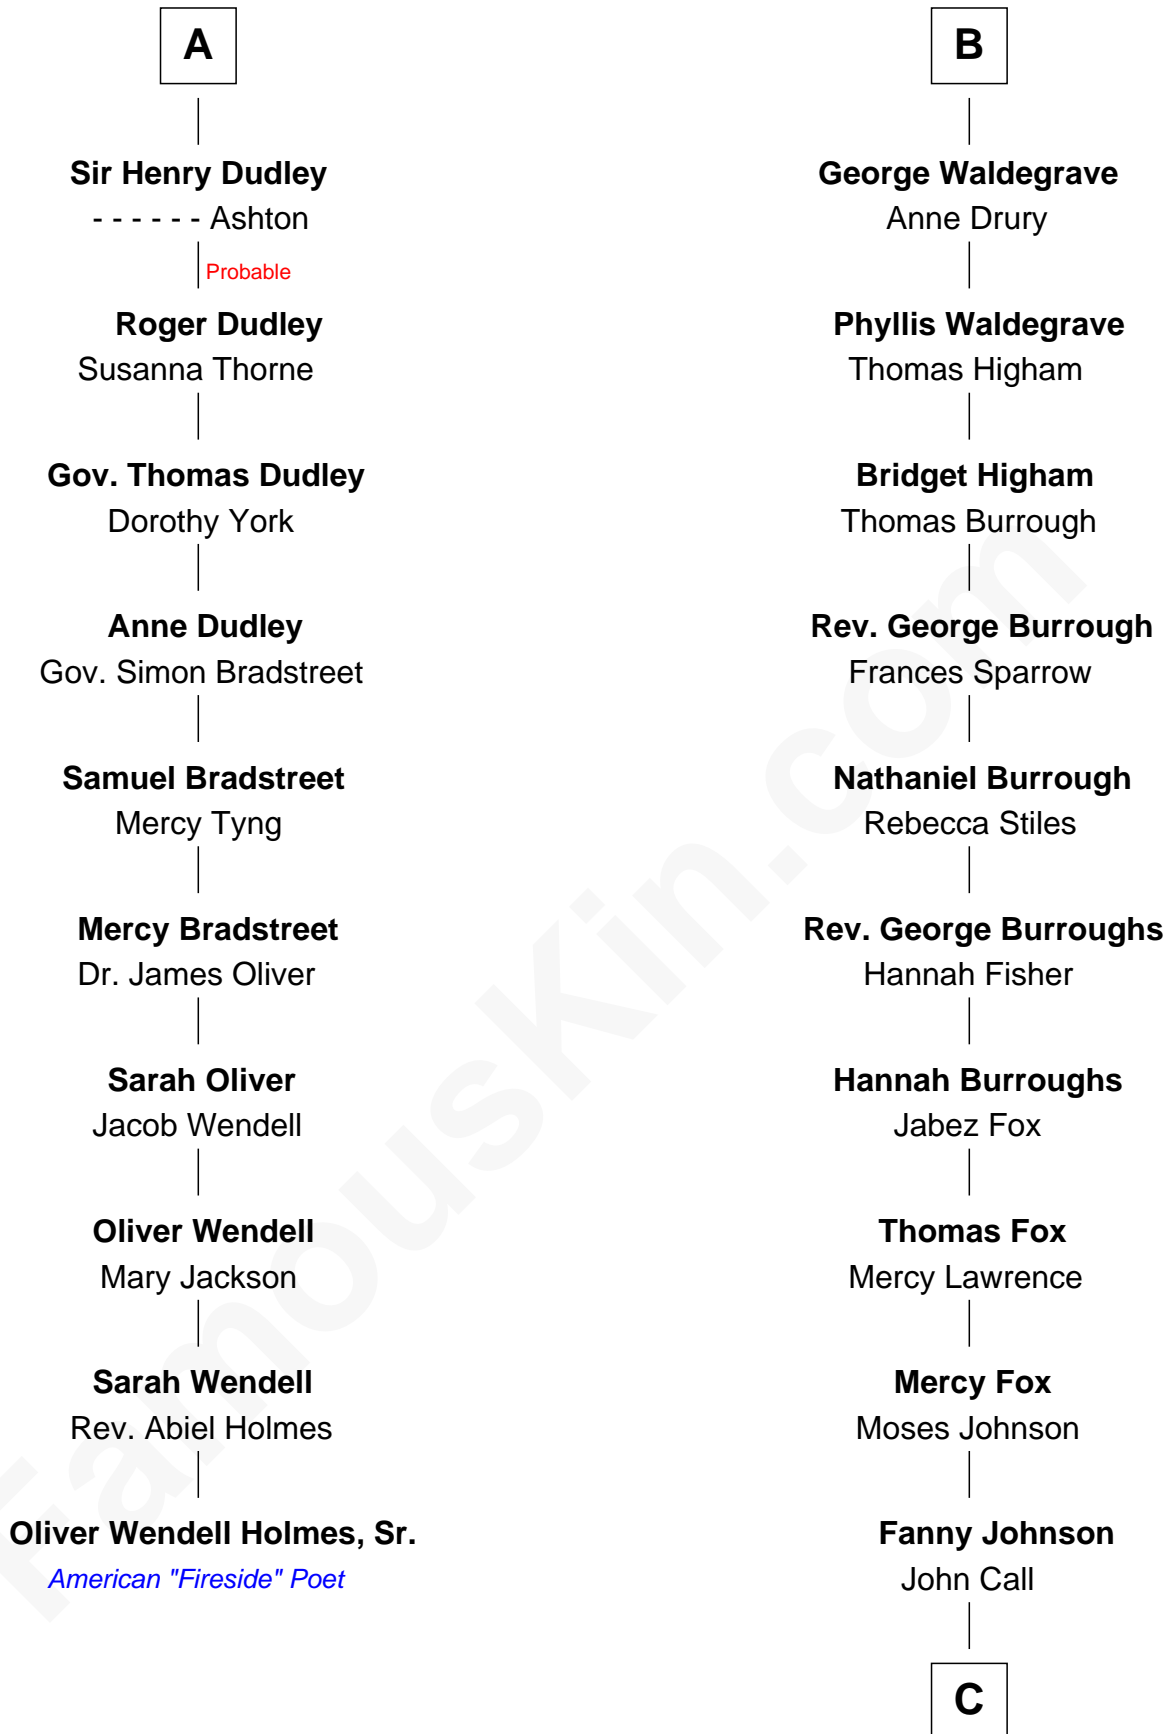 A
Sir Henry Dudley
- - - - - - Ashton
Probable
Roger Dudley
Susanna Thorne
Gov. Thomas Dudley
Dorothy York
Anne Dudley
Gov. Simon Bradstreet
Samuel Bradstreet
Mercy Tyng
Mercy Bradstreet
Dr. James Oliver
Sarah Oliver
Jacob Wendell
Oliver Wendell
Mary Jackson
Sarah Wendell
Rev. Abiel Holmes
Oliver Wendell Holmes, Sr.
American "Fireside" Poet
B
George Waldegrave
Anne Drury
Phyllis Waldegrave
Thomas Higham
Bridget Higham
Thomas Burrough
Rev. George Burrough
Frances Sparrow
Nathaniel Burrough
Rebecca Stiles
Rev. George Burroughs
Hannah Fisher
Hannah Burroughs
Jabez Fox
Thomas Fox
Mercy Lawrence
Mercy Fox
Moses Johnson
Fanny Johnson
John Call
C
FamousKin.com